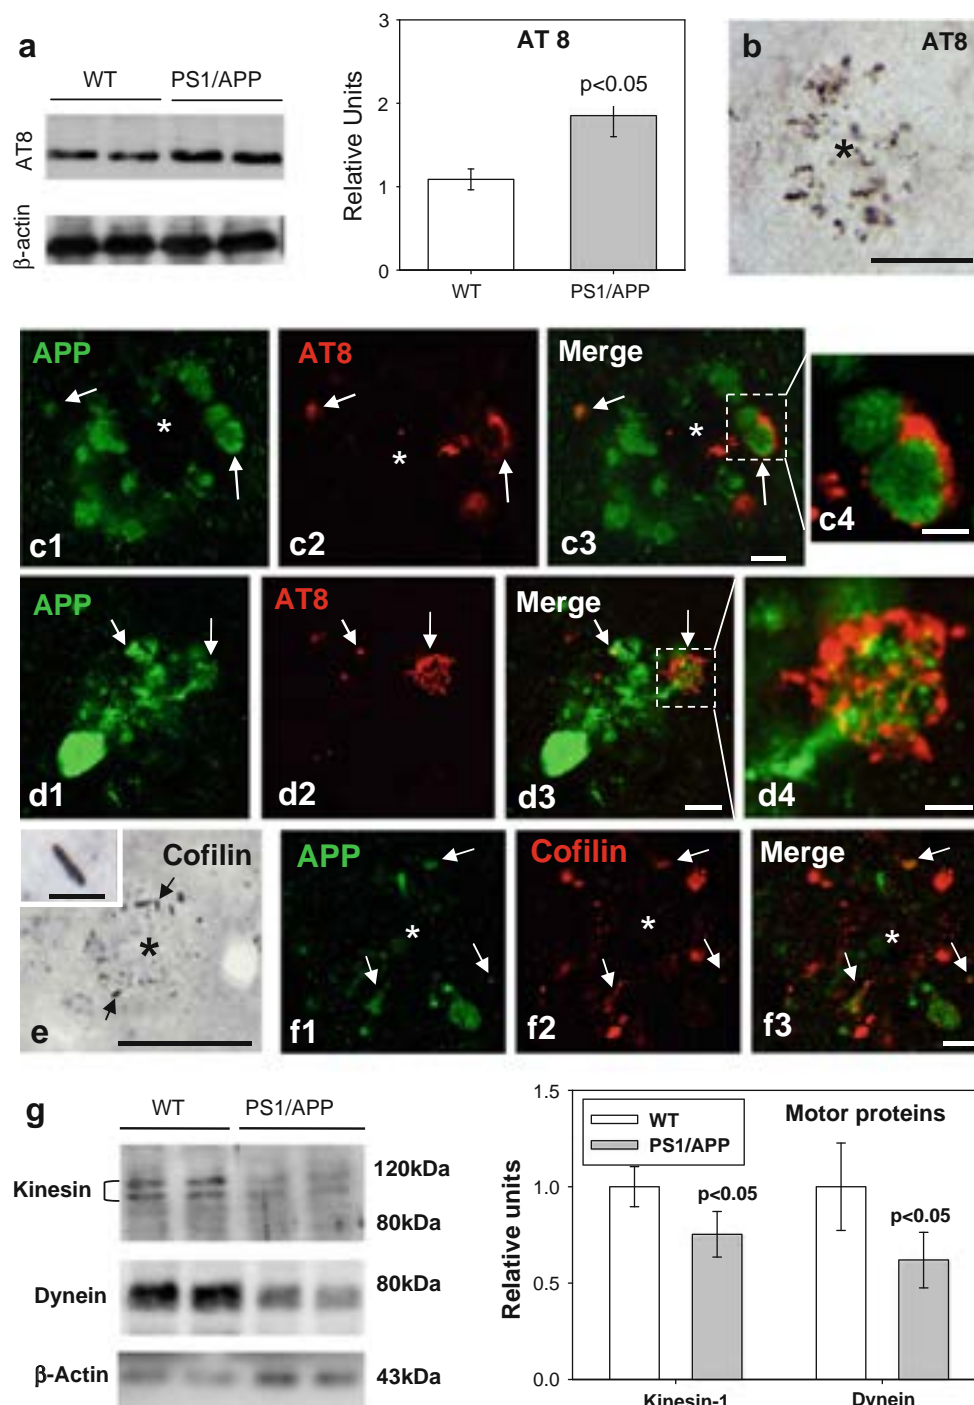 a
WT PS1/APP
AT8
β-actin
3
2
1
0
Relative Units
AT 8
p<0.05
WT PS1/APP
b AT8
*
APP
*
c1
AT8
*
c2
Merge
*
c3
c4
APP
d1
AT8
d2
Merge
d3
d4
Cofilin
*
e
APP
*
f1
Cofilin
*
f2
Merge
*
f3
g
WT PS1/APP
Kinesin
120kDa
80kDa
Dynein
80kDa
β-Actin
43kDa
1.5
1.0
0.5
0.0
Relative units
WT
PS1/APP
Motor proteins
p<0.05
p<0.05
Kinesin-1 Dynein